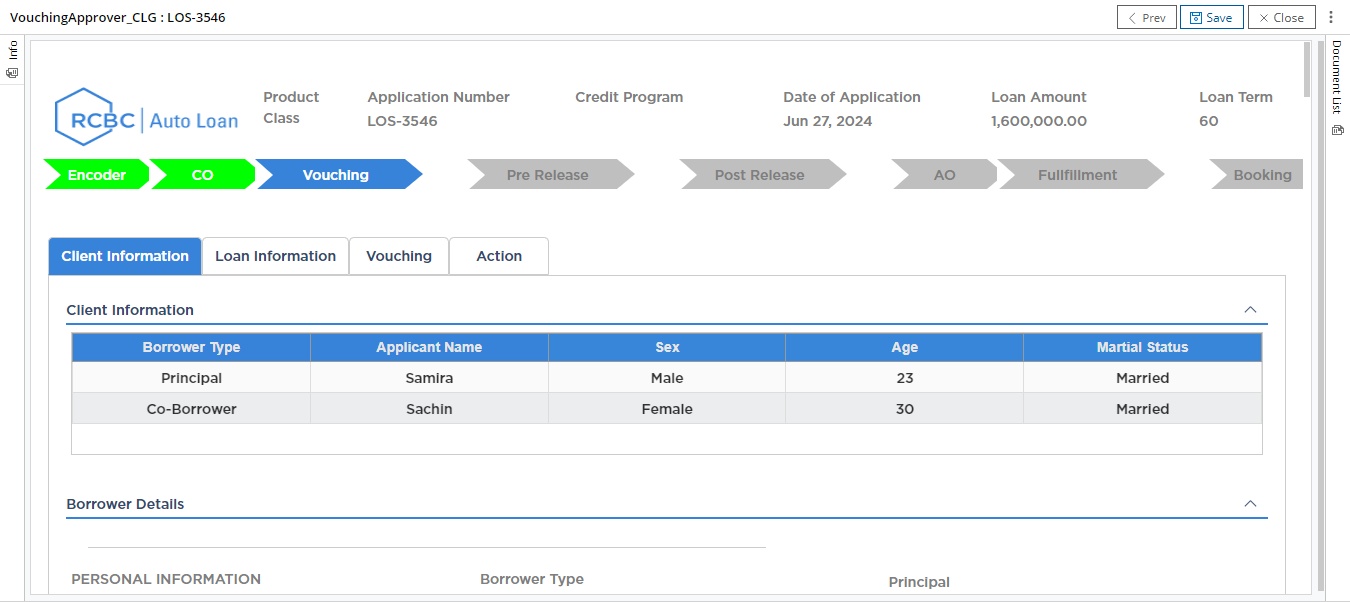 VouchingApprover_CLG : LOS-3546
Prev Save Close
Info
Document List
RCBC Auto Loan
Product Class
Application Number
LOS-3546
Credit Program
Date of Application
Jun 27, 2024
Loan Amount
1,600,000.00
Loan Term
60
Encoder CO Vouching Pre Release Post Release AO Fullfillment Booking
Client Information Loan Information Vouching Action
Client Information
Borrower Type Applicant Name Sex Age Martial Status
Principal Samira Male 23 Married
Co-Borrower Sachin Female 30 Married
Borrower Details
PERSONAL INFORMATION Borrower Type Principal